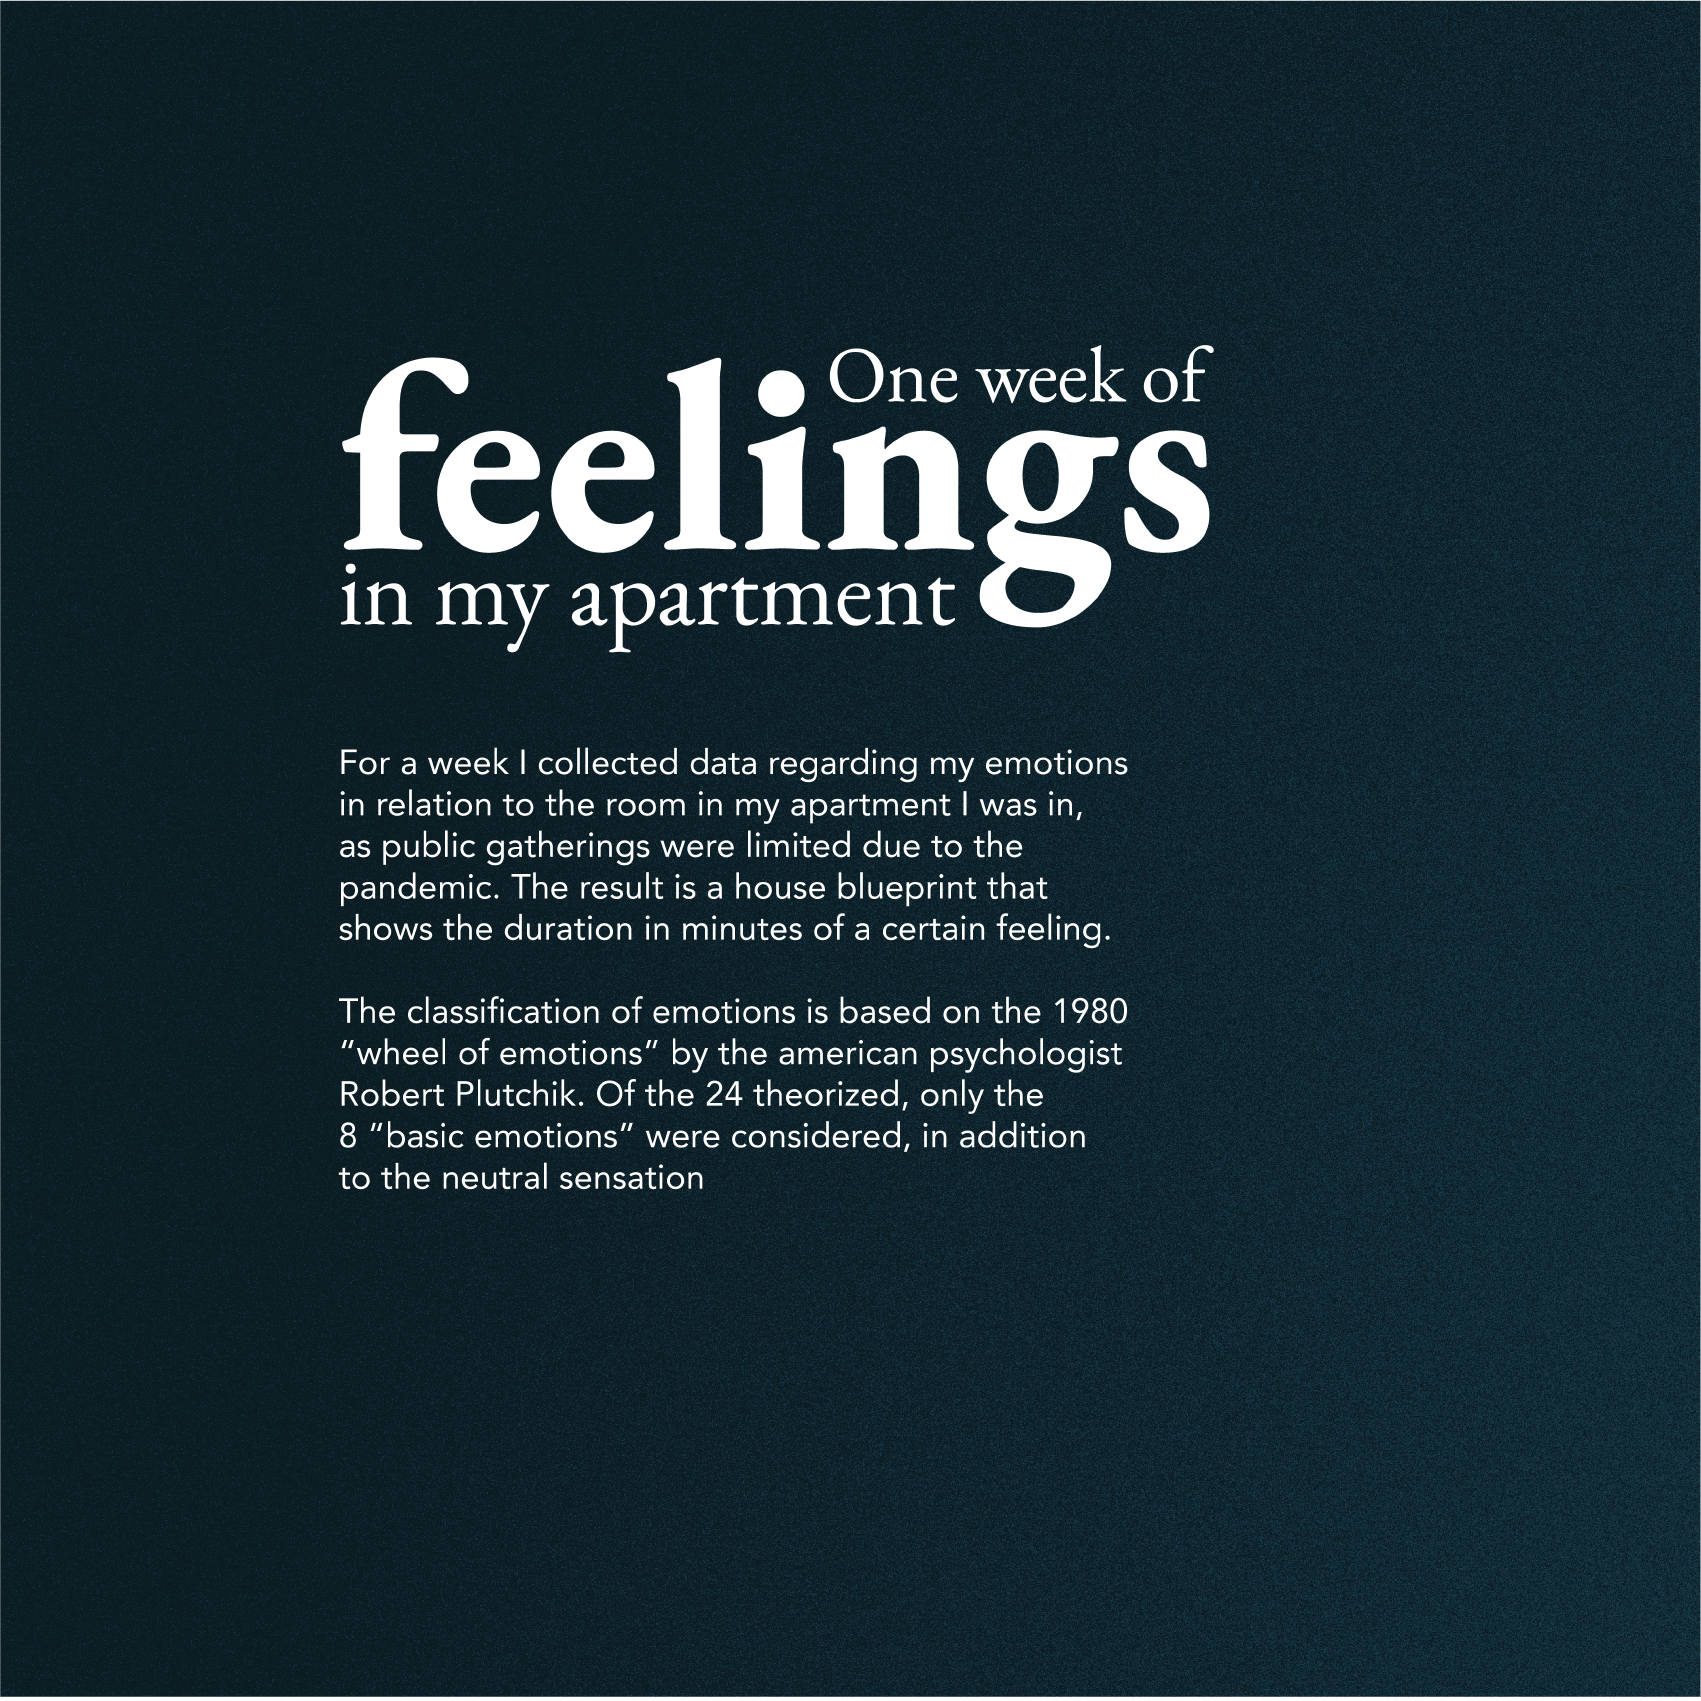 One week of
feelings
in my apartment
For a week I collected data regarding my emotions
in relation to the room in my apartment I was in,
as public gatherings were limited due to the
pandemic. The result is a house blueprint that
shows the duration in minutes of a certain feeling.
The classification of emotions is based on the 1980
“wheel of emotions” by the american psychologist
Robert Plutchik. Of the 24 theorized, only the
8 “basic emotions” were considered, in addition
to the neutral sensation